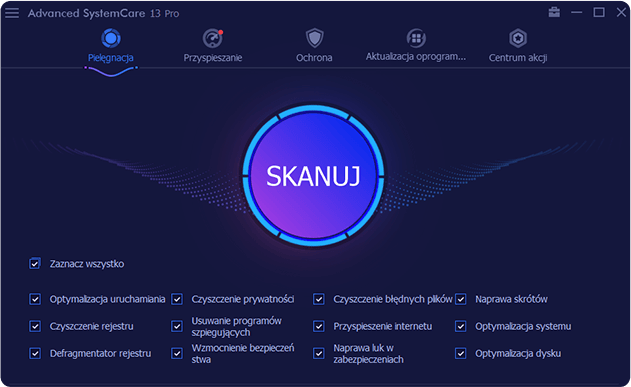 Advanced SystemCare 13 Pro
Pielęgnacja
Przyspieszanie
Ochrona
Aktualizacja oprogram...
Centrum akcji
SKANUJ
Zaznacz wszystko
Optymalizacja uruchamiania
Czyszczenie prywatności
Czyszczenie błędnych plików
Naprawa skrótów
Czyszczenie rejestru
Usuwanie programów
szpiegujących
Przyspieszenie internetu
Optymalizacja systemu
Defragmentator rejestru
Wzmocnienie bezpieczeń
stwa
Naprawa luk w
zabezpieczeniach
Optymalizacja dysku